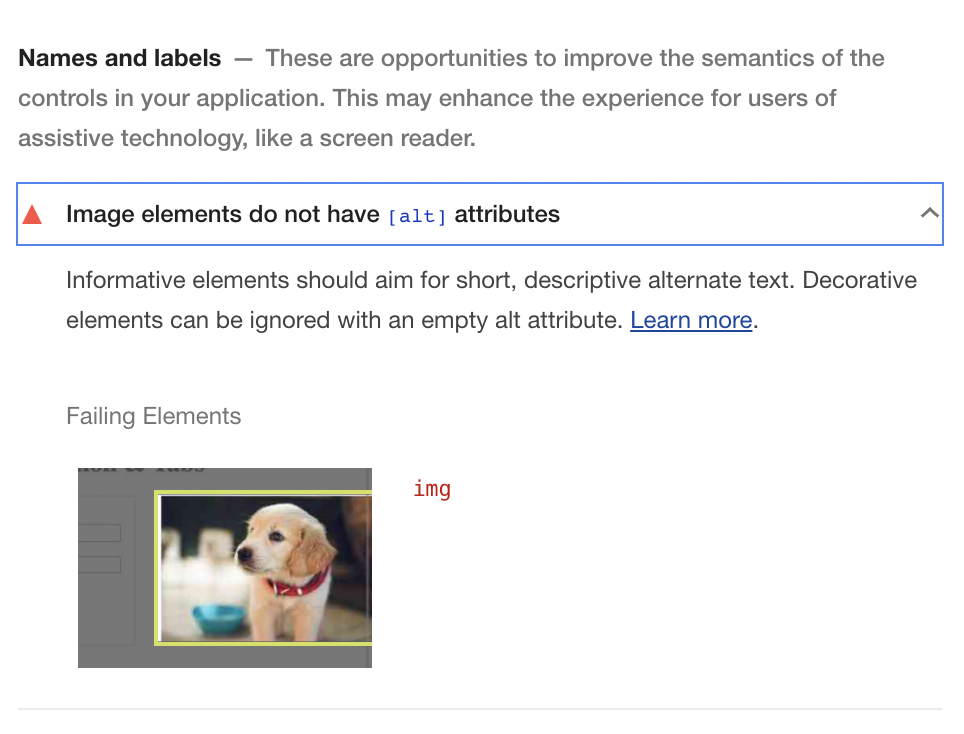 Names and labels — These are opportunities to improve the semantics of the
controls in your application. This may enhance the experience for users of
assistive technology, like a screen reader.
Image elements do not have [alt] attributes
Informative elements should aim for short, descriptive alternate text. Decorative
elements can be ignored with an empty alt attribute. Learn more.
Failing Elements
& Tabs
img